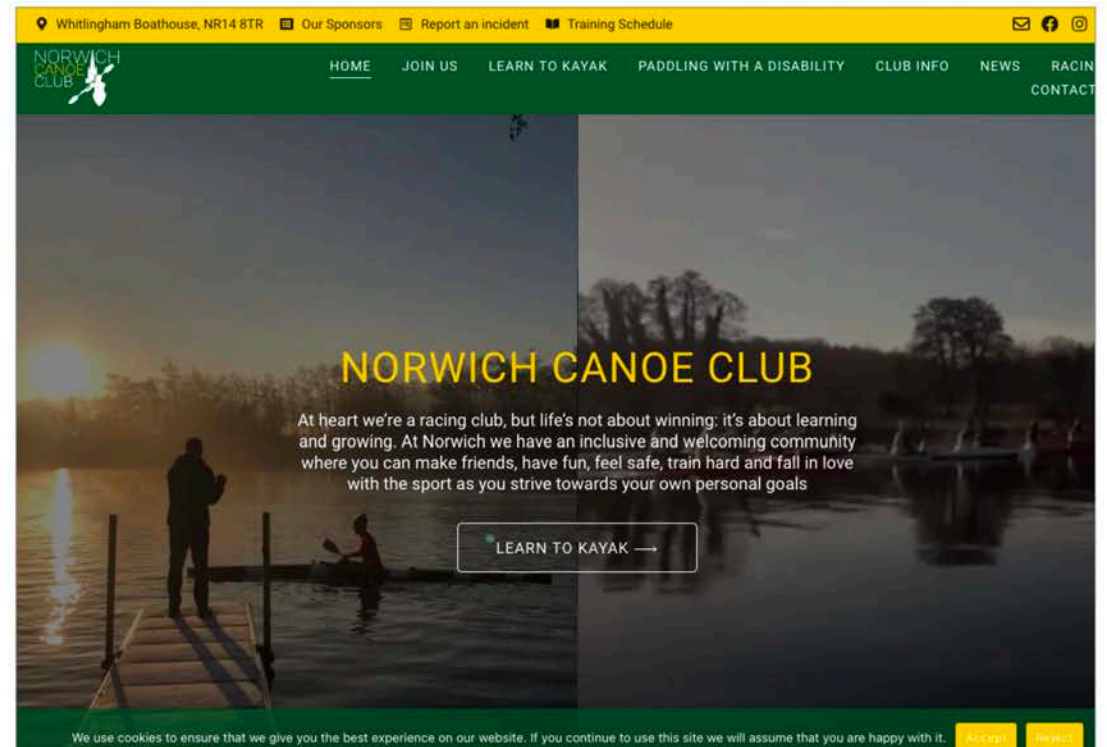 Whitlingham Boathouse, NR14 8TR Our Sponsors Report an incident Training Schedule
NORWICH
CANOE
CLUB
HOME JOIN US LEARN TO KAYAK PADDLING WITH A DISABILITY CLUB INFO NEWS RACIN
CONTACT
NORWICH CANOE CLUB
At heart we're a racing club, but life's not about winning: it's about learning
and growing. At Norwich we have an inclusive and welcoming community
where you can make friends, have fun, feel safe, train hard and fall in love
with the sport as you strive towards your own personal goals
LEARN TO KAYAK →
We use cookies to ensure that we give you the best experience on our website. If you continue to use this site we will assume that you are happy with it. Accept Reject